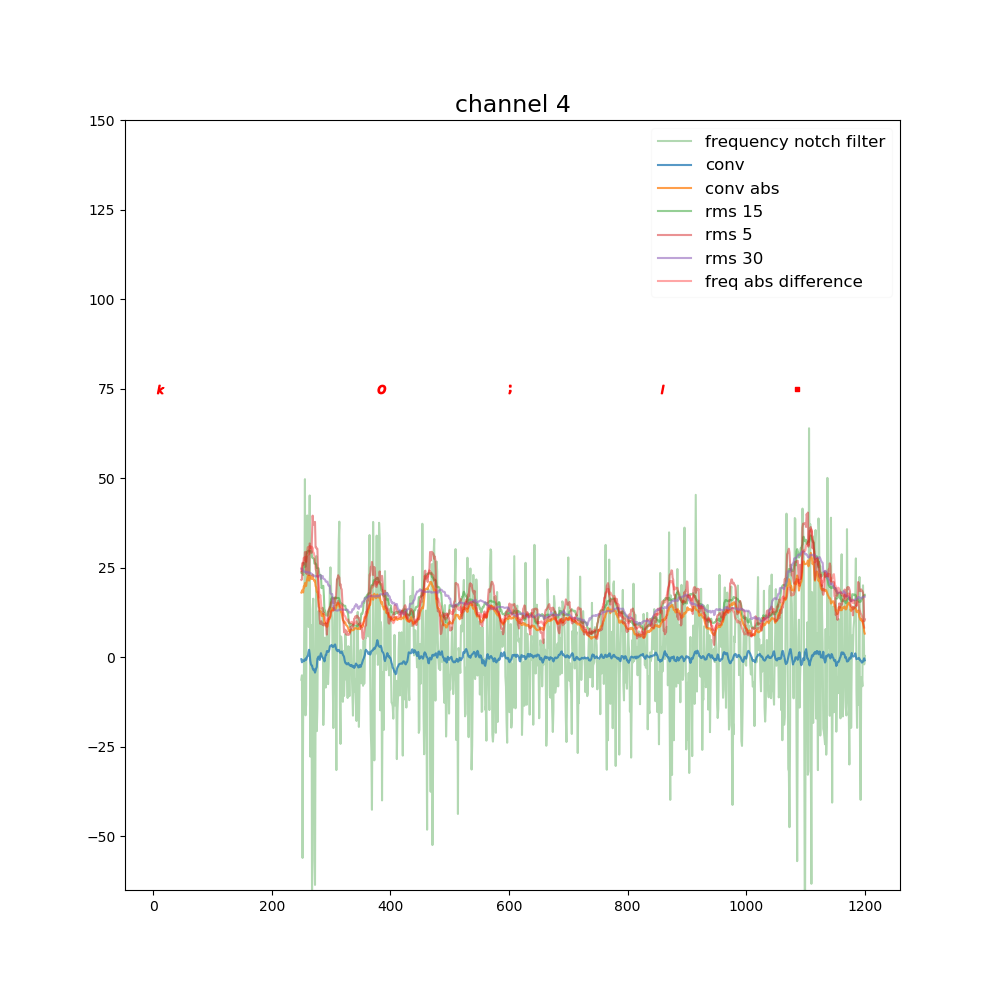 channel 4
150
125
100
75
50
25
0
−25
−50
frequency notch filter
conv
conv abs
rms 15
rms 5
rms 30
freq abs difference
k o ; l
0 200 400 600 800 1000 1200